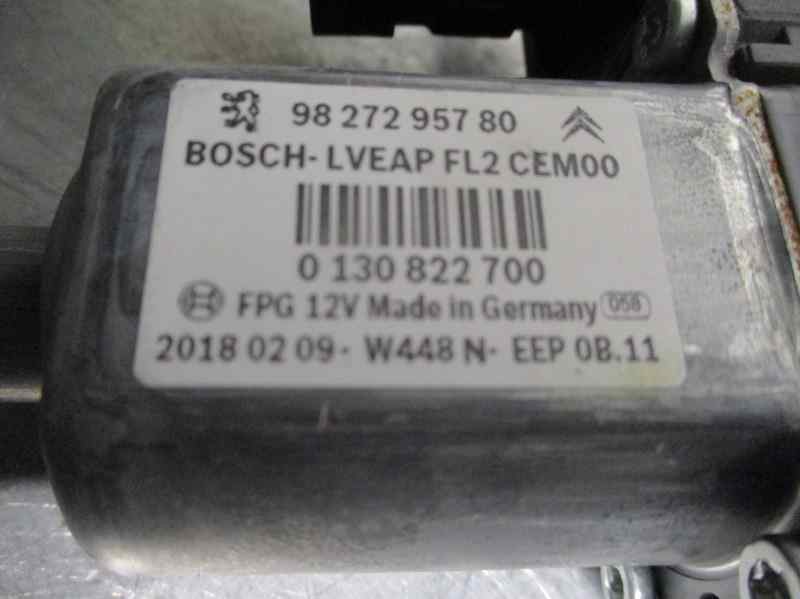 98 272 957 80
BOSCH- LVEAP FL2 CEM00
0 130 822 700
FPG 12V Made in Germany 058
2018 02 09- W448 N- EEP 0B.11